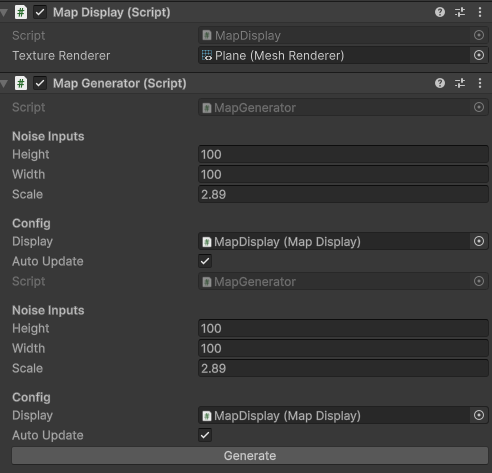 Map Display (Script)
Script MapDisplay
Texture Renderer Plane (Mesh Renderer)
Map Generator (Script)
Script MapGenerator
Noise Inputs
Height 100
Width 100
Scale 2.89
Config
Display MapDisplay (Map Display)
Auto Update
Script MapGenerator
Noise Inputs
Height 100
Width 100
Scale 2.89
Config
Display MapDisplay (Map Display)
Auto Update
Generate